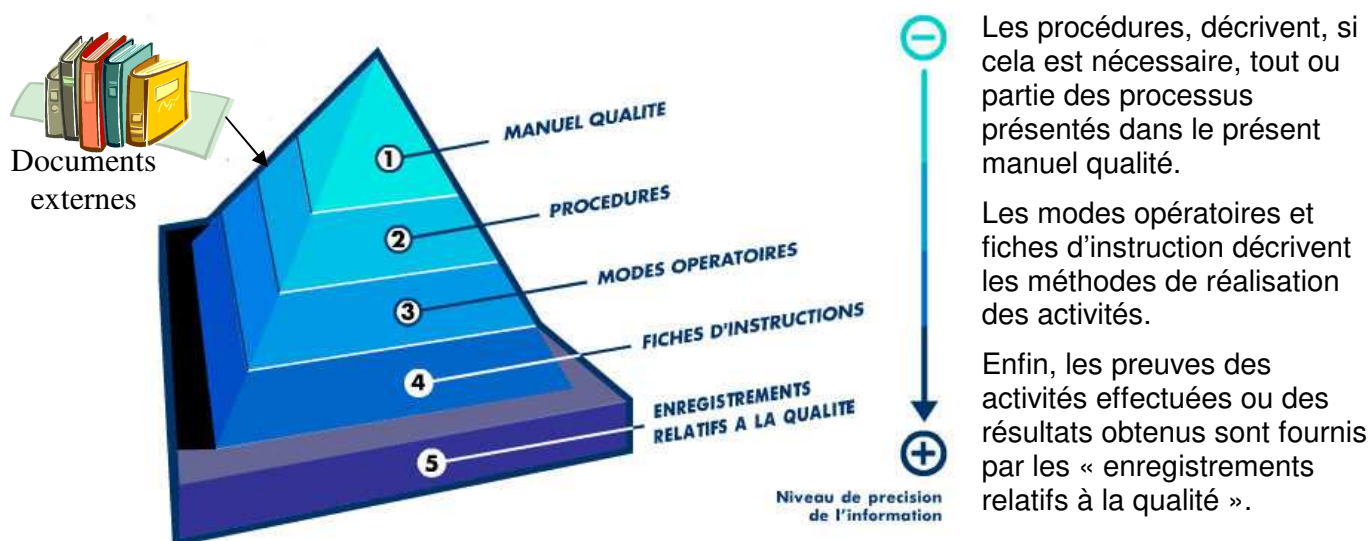 Documents
externes
MANUEL QUALITE
1
PROCEDURES
2
MODES OPERATOIRES
3
FICHES D'INSTRUCTIONS
4
ENREGISTREMENTS
RELATIFS A LA QUALITE
5
Niveau de precision
de l'information
Les procédures, décrivent, si
cela est nécessaire, tout ou
partie des processus
présentés dans le présent
manuel qualité.
Les modes opératoires et
fiches d'instruction décrivent
les méthodes de réalisation
des activités.
Enfin, les preuves des
activités effectuées ou des
résultats obtenus sont fournis
par les « enregistrements
relatifs à la qualité ».